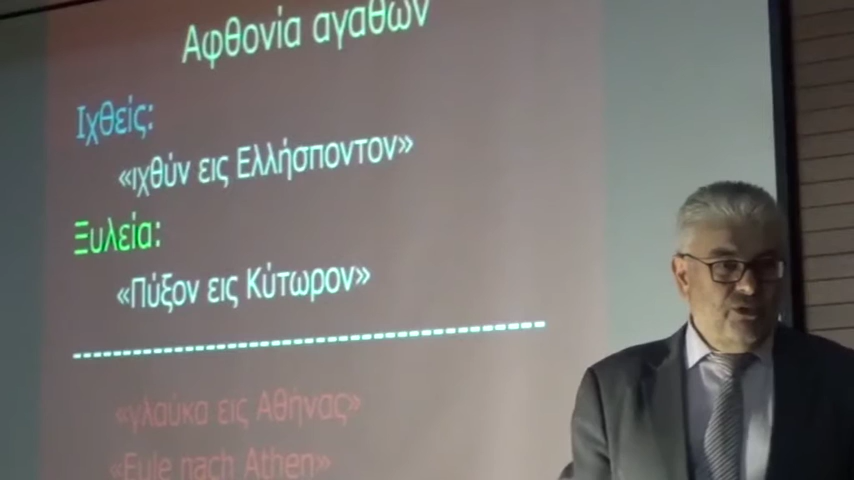 Αφθονία αγαθών
Ιχθείς:
«ιχθύν εις Ελλήσποντον»
Ξυλεία:
«Πύξον εις Κύτωρον»
«γλαύκα εις Αθήνας»
«Eule nach Athen»